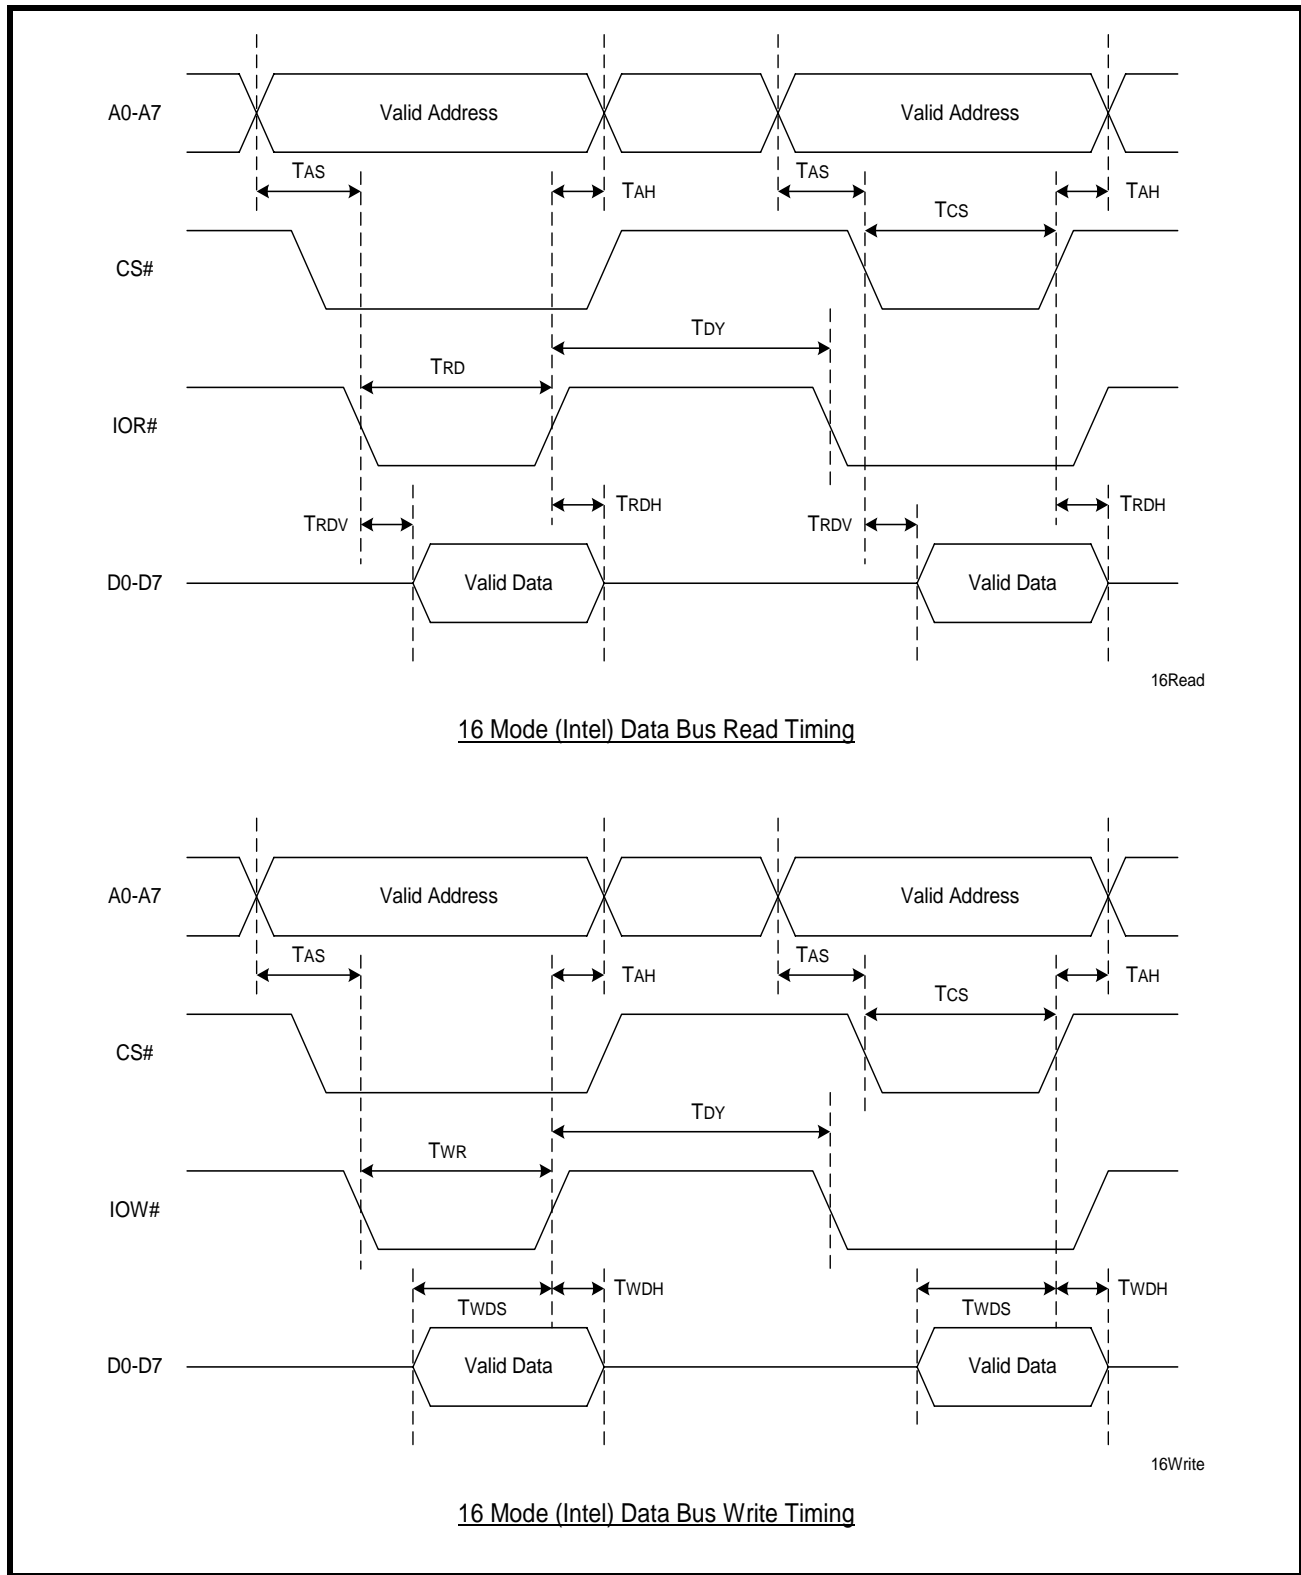 A0-A7 Valid Address Valid Address
TAS TAH TAS TAH
TCS
CS#
TDY
TRD
IOR#
TRDH TRDH
TRDV TRDV
D0-D7 Valid Data Valid Data
16Read
16 Mode (Intel) Data Bus Read Timing
A0-A7 Valid Address Valid Address
TAS TAH TAS TAH
TCS
CS#
TDY
TWR
IOW#
TWDH TWDH
TWDS TWDS
D0-D7 Valid Data Valid Data
16Write
16 Mode (Intel) Data Bus Write Timing